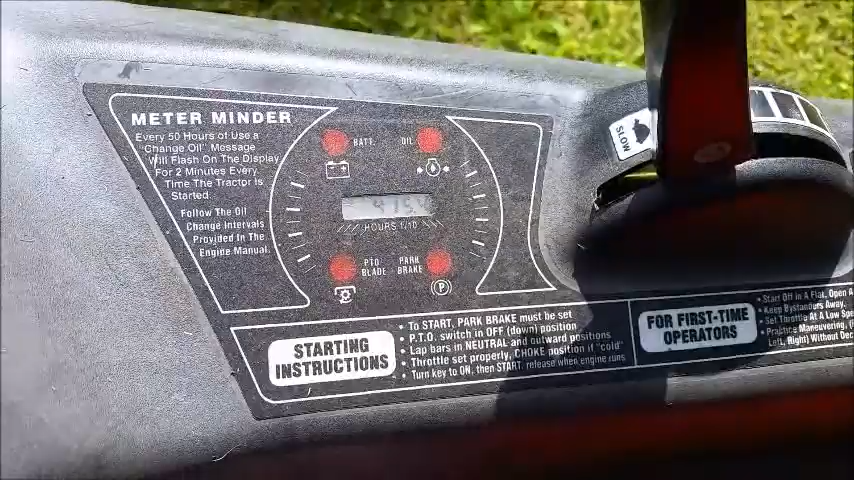 METER MINDER
Every 50 Hours of Use a
"Change Oil" Message
Will Flash On The Display
For 2 Minutes Every
Time The Tractor is
Started.
Follow The Oil
Change Intervals
Provided In The
Engine Manual.
BATT.
OIL
HOURS 1/10
PTO
BLADE
PARK
BRAKE
P
SLOW
STARTING
INSTRUCTIONS
• To START, PARK BRAKE must be set
• P.T.O. switch in OFF (down) position
• Lap bars in NEUTRAL and outward positions
• Throttle set properly, CHOKE position if "cold"
• Turn key to ON, then START, release when engine runs
FOR FIRST-TIME
OPERATORS
• Start Off in A Flat, Open A
• Keep Bystanders Away.
• Set Throttle At A Low Spe
• Practice Maneuvering, (
Left, Right) Without Dec